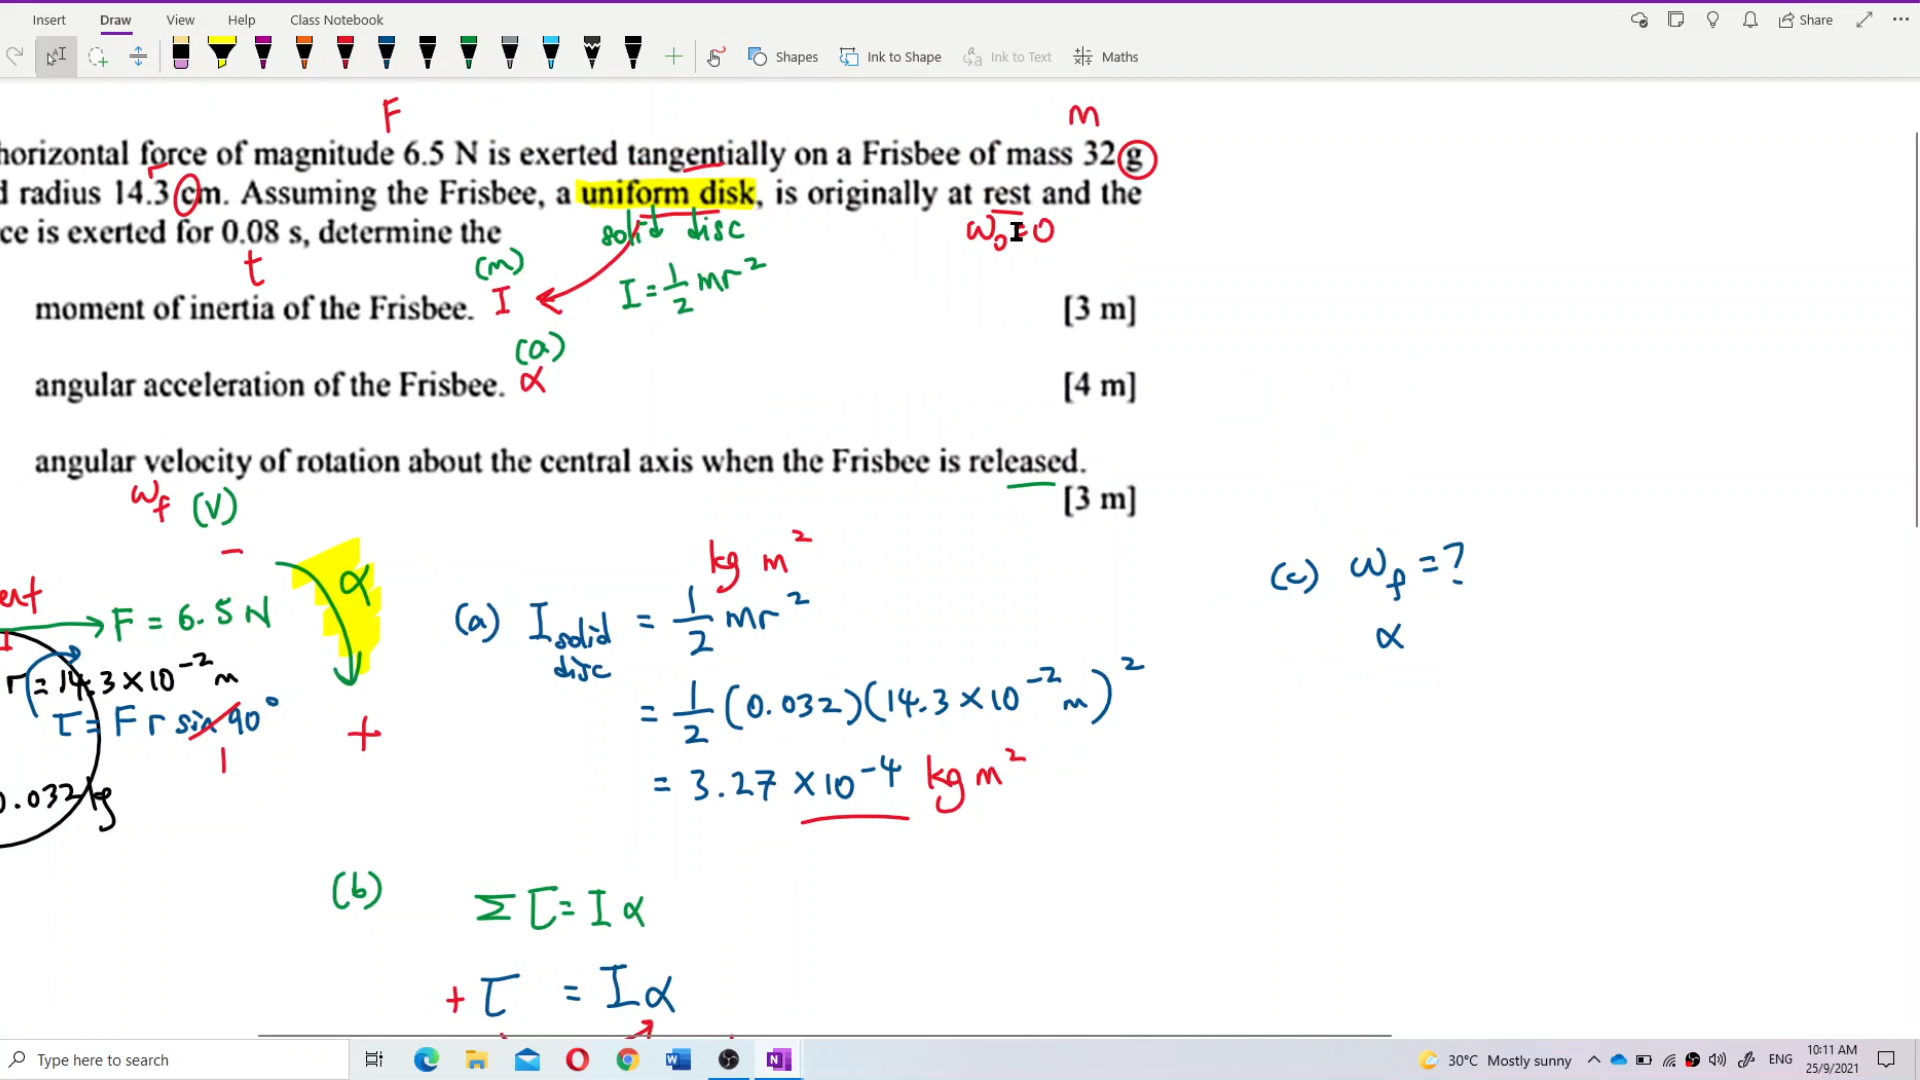 Insert Draw View Help Class Notebook
Share
Shapes Ink to Shape Ink to Text Maths
F m
horizontal force of magnitude 6.5 N is exerted tangentially on a Frisbee of mass 32 g
r
d radius 14.3 cm. Assuming the Frisbee, a uniform disk, is originally at rest and the
ce is exerted for 0.08 s, determine the
solid disc
ω₀=0
t
(m)
I = 1/2 mr²
moment of inertia of the Frisbee. I [3 m]
(a)
angular acceleration of the Frisbee. α [4 m]
angular velocity of rotation about the central axis when the Frisbee is released.
ωf (v) [3 m]
−
kg m²
α
(c) ωf = ?
F = 6.5 N
(a) I solid disc = 1/2 mr²
α
r = 14.3 × 10⁻² m
τ = F r sin 90°
= 1/2 (0.032)(14.3 × 10⁻² m)²
+
1
0.032 kg
= 3.27 × 10⁻⁴ kg m²
(b) Σ τ = I α
+ τ = I α
Type here to search
30°C Mostly sunny
ENG
10:11 AM
25/9/2021